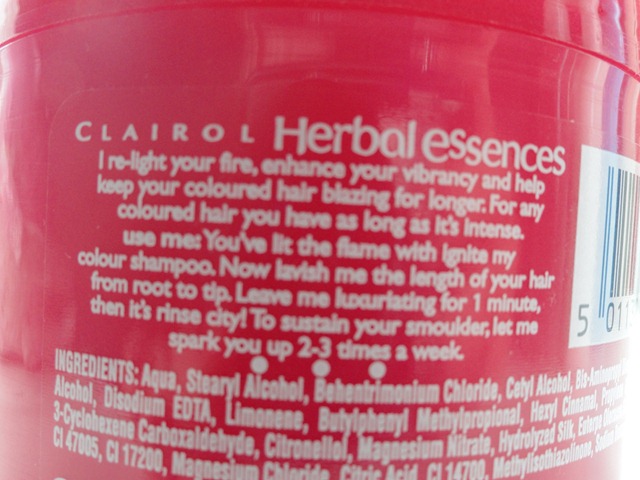 CLAIROL Herbal essences
I re-light your fire, enhance your vibrancy and help
keep your coloured hair blazing for longer. For any
coloured hair you have as long as it's intense.
use me: You've lit the flame with ignite my
colour shampoo. Now lavish me the length of your hair
from root to tip. Leave me luxuriating for 1 minute,
then it's rinse city! To sustain your smoulder, let me
spark you up 2-3 times a week.
INGREDIENTS: Aqua, Stearyl Alcohol, Behentrimonium Chloride, Cetyl Alcohol,
Alcohol, Disodium EDTA, Limonene, Butylphenyl Methylpropional, Hexyl Cinnamal,
3-Cyclohexene Carboxaldehyde, Citronellol, Magnesium Nitrate, Hydrolyzed Silk,
CI 47005, CI 17200, Magnesium Chloride, Citric Acid, CI 14700, Methylisothiazolinone,
5 011